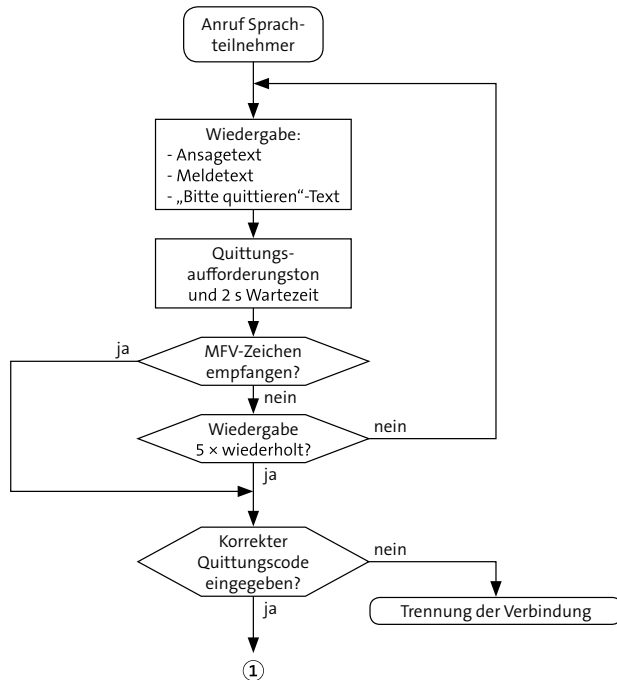 Anruf Sprach-
teilnehmer
Wiedergabe:
- Ansagetext
- Meldetext
- „Bitte quittieren“-Text
Quittungs-
aufforderungston
und 2 s Wartezeit
ja
MFV-Zeichen
empfangen?
nein
Wiedergabe
5 × wiederholt?
nein
ja
Korrekter
Quittungscode
eingegeben?
nein
ja
Trennung der Verbindung
①